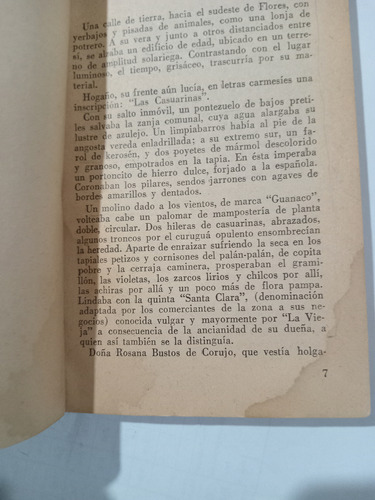 Una calle de tierra, hacia el sudeste de Flores, con
yerbajos y pisadas de animales, como una lonja de
potrero. A su vera y junto a otros distanciados entre
sí, se alzaba un edificio de edad, ubicado en un terre-
no de amplitud solariega. Contrastando con el lugar
luminoso, el tiempo, grisáceo, trascurría por su ma-
terial.
Hogaño, su frente aún lucía, en letras carmesíes una
inscripción: "Las Casuarinas".
Con su salto inmóvil, un pontezuelo de bajos preti-
les salvaba la zanja comunal, cuya agua alargaba su
lustre de azulejo. Un limpiabarros había al pie de la
angosta vereda enladrillada; a su extremo sur, un fa-
rol de kerosén, y dos poyetes de mármol descolorido
y granoso, empotrados en la tapia. En ésta imperaba
un portoncito de hierro dulce, forjado a la española.
Coronaban los pilares, sendos jarrones con agaves de
bordes amarillos y dentados.
Un molino dado a los vientos, de marca "Guanaco",
volteaba cabe un palomar de mampostería de planta
doble, circular. Dos hileras de casuarinas, abrazados,
algunos troncos por el curuguá opulento ensombrecían
la heredad. Aparte de enraizar sufriendo la seca en los
tapiales petizos y cornisones del palán-palán, de copita
pobre y la cerraja caminera, prosperaban el grami-
llón, las violetas, los zarcos lirios y chilcos por allí,
las achiras por allá y un poco más de flora pampa.
Lindaba con la quinta "Santa Clara", (denominación
adaptada por los comerciantes de la zona a sus ne-
gocios) conocida vulgar y mayormente por "La Vie-
ja" a consecuencia de la ancianidad de su dueña, a
quien así también se la distinguía.
Doña Rosana Bustos de Corujo, que vestía holga-
7